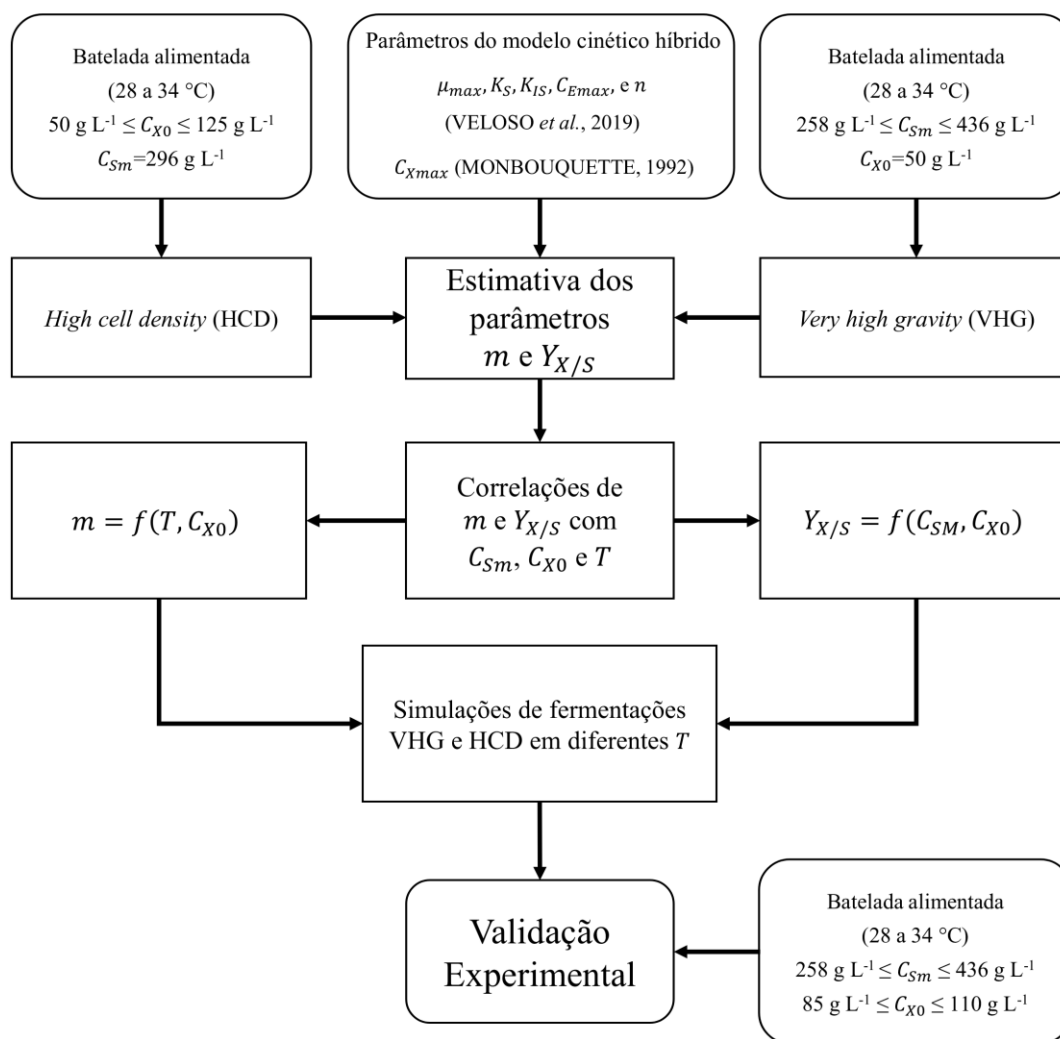 Batelada alimentada
(28 a 34 °C)
50 g L⁻¹ ≤ C_X0 ≤ 125 g L⁻¹
C_Sm=296 g L⁻¹
Parâmetros do modelo cinético híbrido
μ_max, K_S, K_IS, C_Emax, e n
(VELOSO et al., 2019)
C_Xmax (MONBOUQUETTE, 1992)
Batelada alimentada
(28 a 34 °C)
258 g L⁻¹ ≤ C_Sm ≤ 436 g L⁻¹
C_X0=50 g L⁻¹
High cell density (HCD)
Estimativa dos
parâmetros
m e Y_X/S
Very high gravity (VHG)
m = f(T, C_X0)
Correlações de
m e Y_X/S com
C_Sm, C_X0 e T
Y_X/S = f(C_SM, C_X0)
Simulações de fermentações
VHG e HCD em diferentes T
Validação
Experimental
Batelada alimentada
(28 a 34 °C)
258 g L⁻¹ ≤ C_Sm ≤ 436 g L⁻¹
85 g L⁻¹ ≤ C_X0 ≤ 110 g L⁻¹